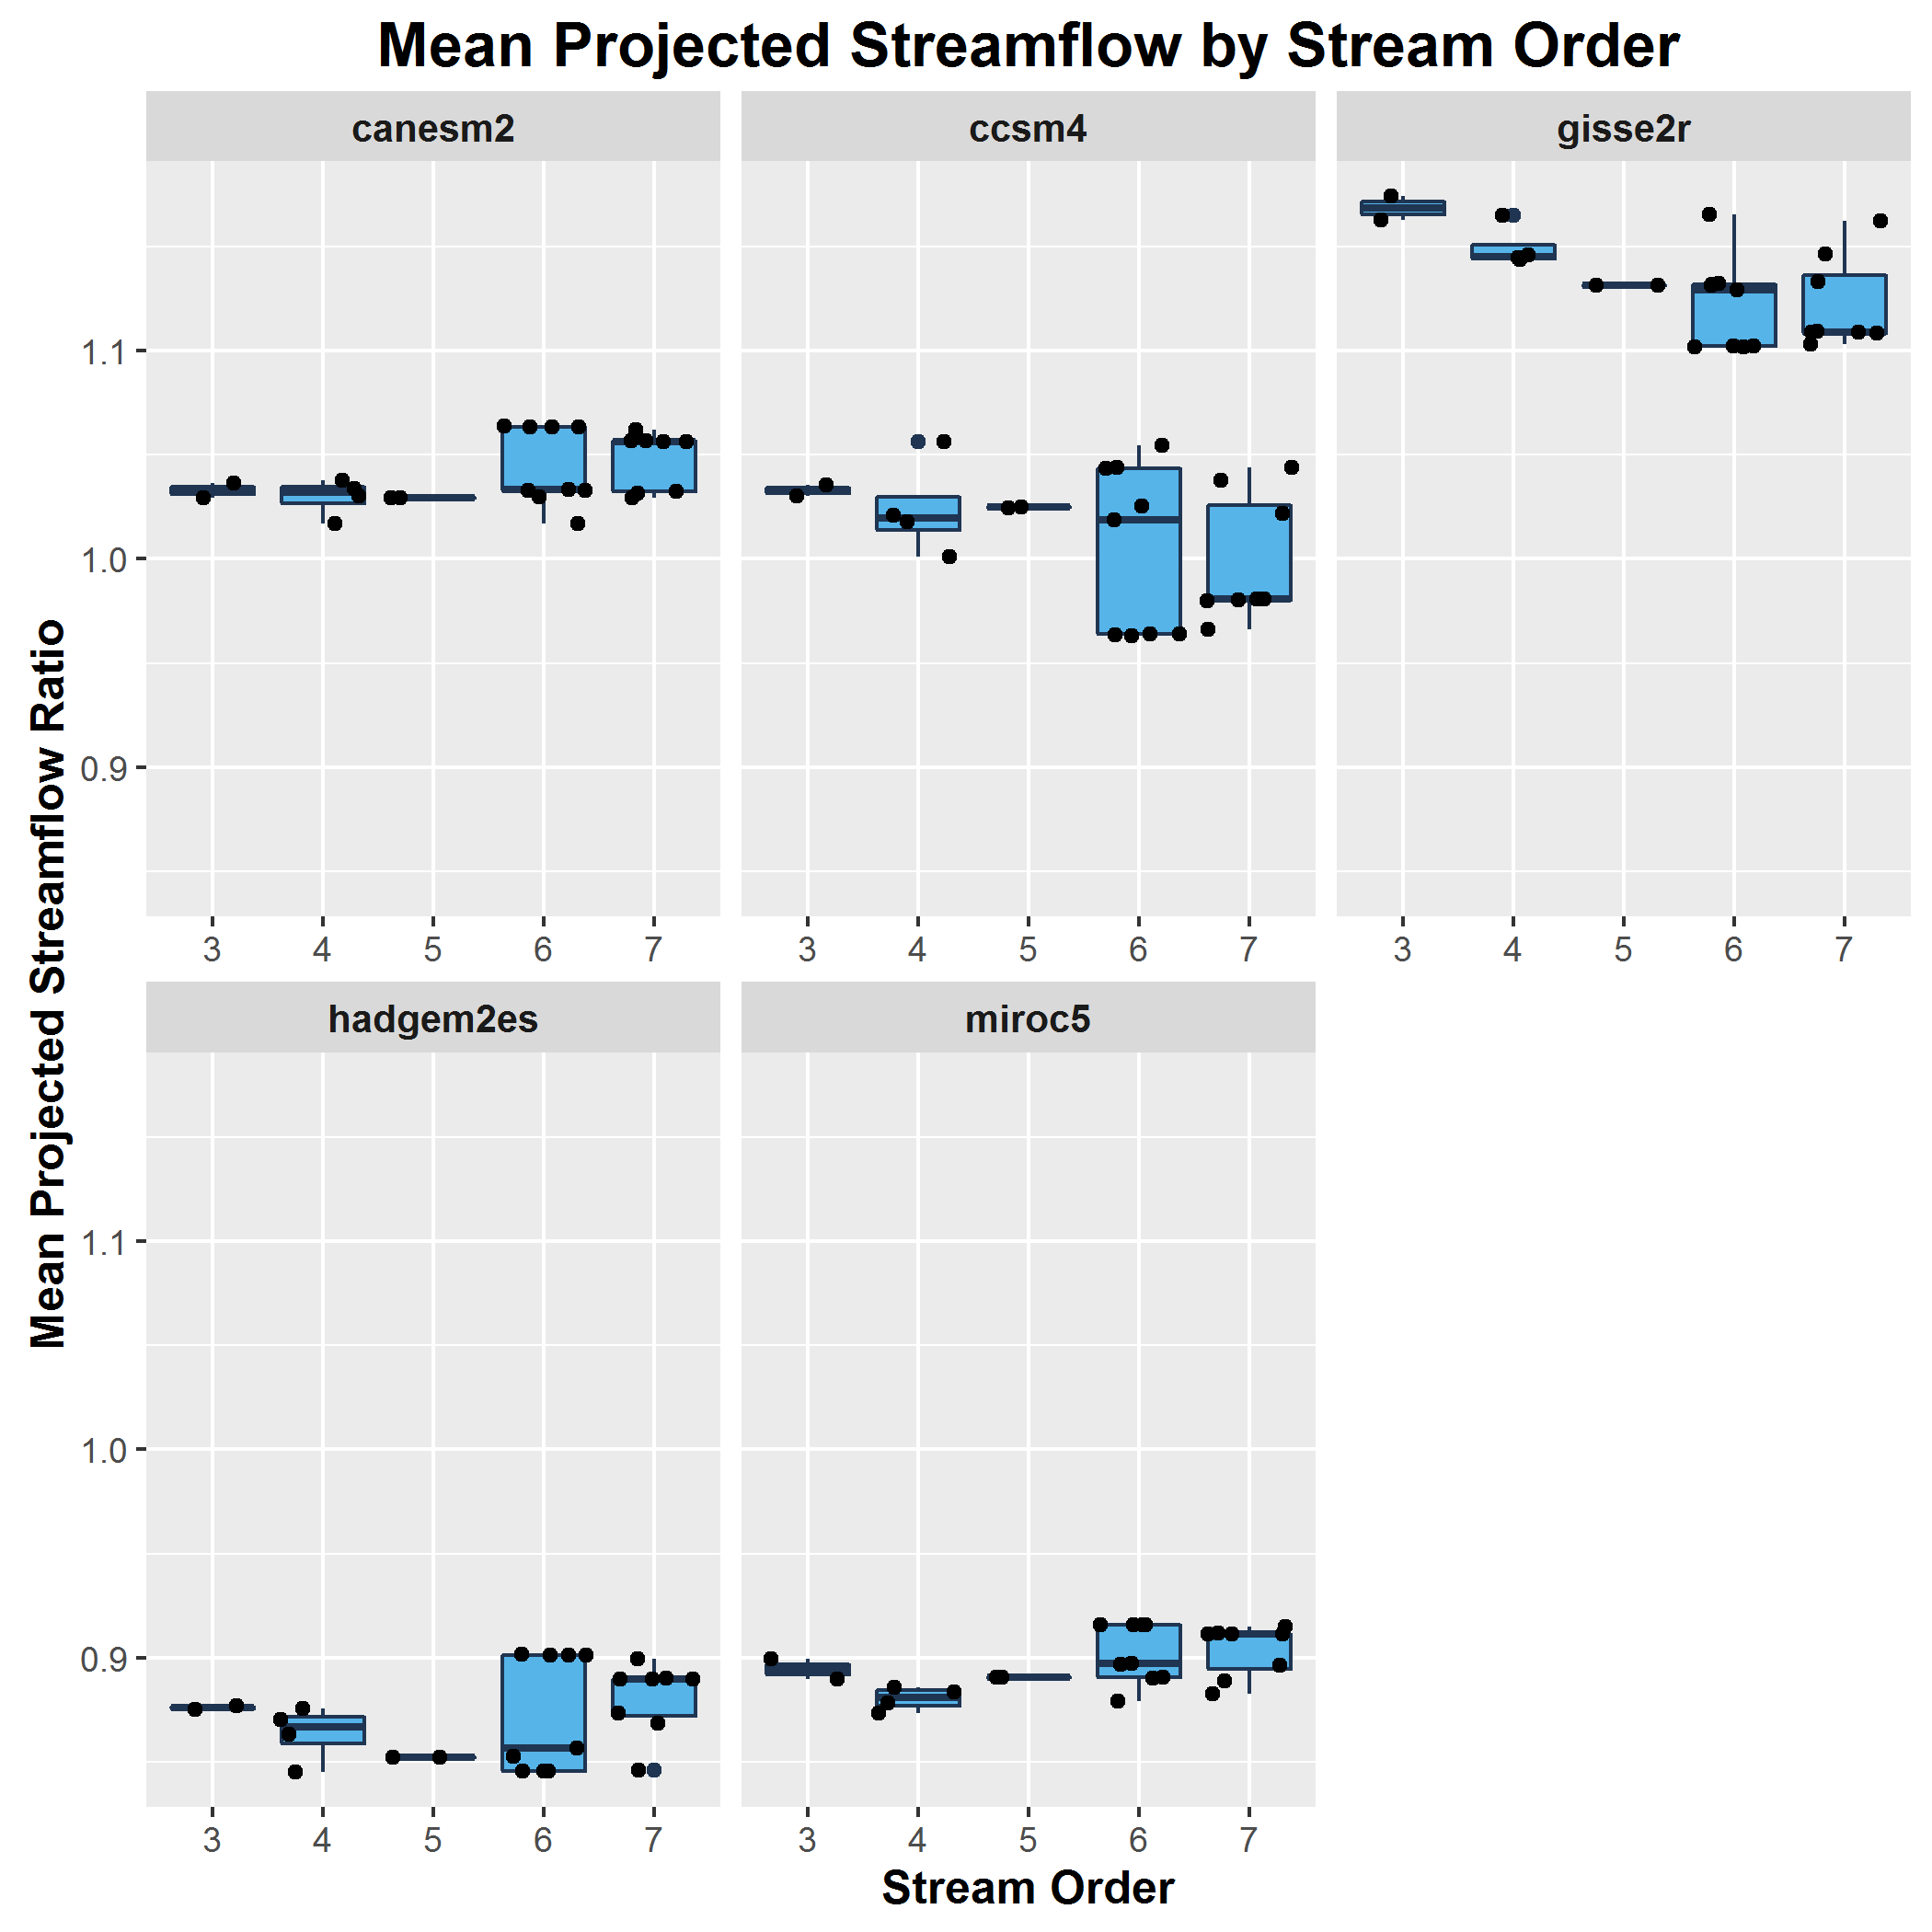 Mean Projected Streamflow by Stream Order
canesm2
ccsm4
gisse2r
1.1
1.0
0.9
3 4 5 6 7
3 4 5 6 7
3 4 5 6 7
Mean Projected Streamflow Ratio
hadgem2es
miroc5
1.1
1.0
0.9
3 4 5 6 7
3 4 5 6 7
Stream Order